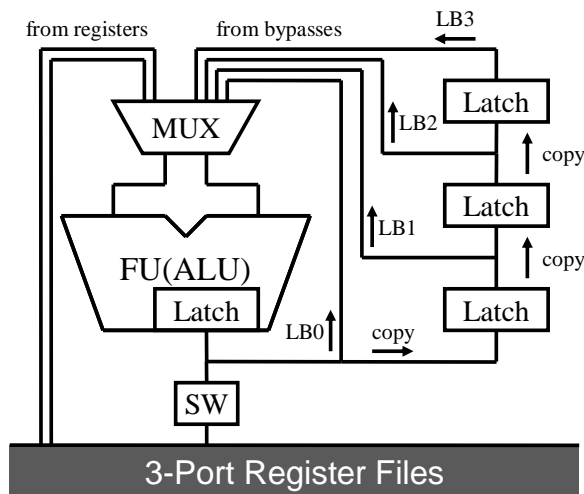 LB3
from registers
from bypasses
Latch
MUX
LB2
copy
Latch
LB1
copy
FU(ALU)
Latch
Latch
LB0
copy
SW
3-Port Register Files